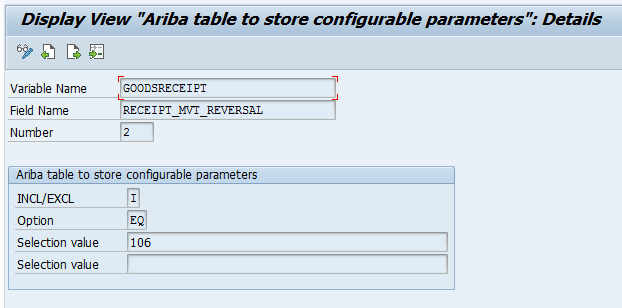 Display View "Ariba table to store configurable parameters": Details
Variable Name GOODSRECEIPT
Field Name RECEIPT_MVT_REVERSAL
Number 2
Ariba table to store configurable parameters
INCL/EXCL I
Option EQ
Selection value 106
Selection value